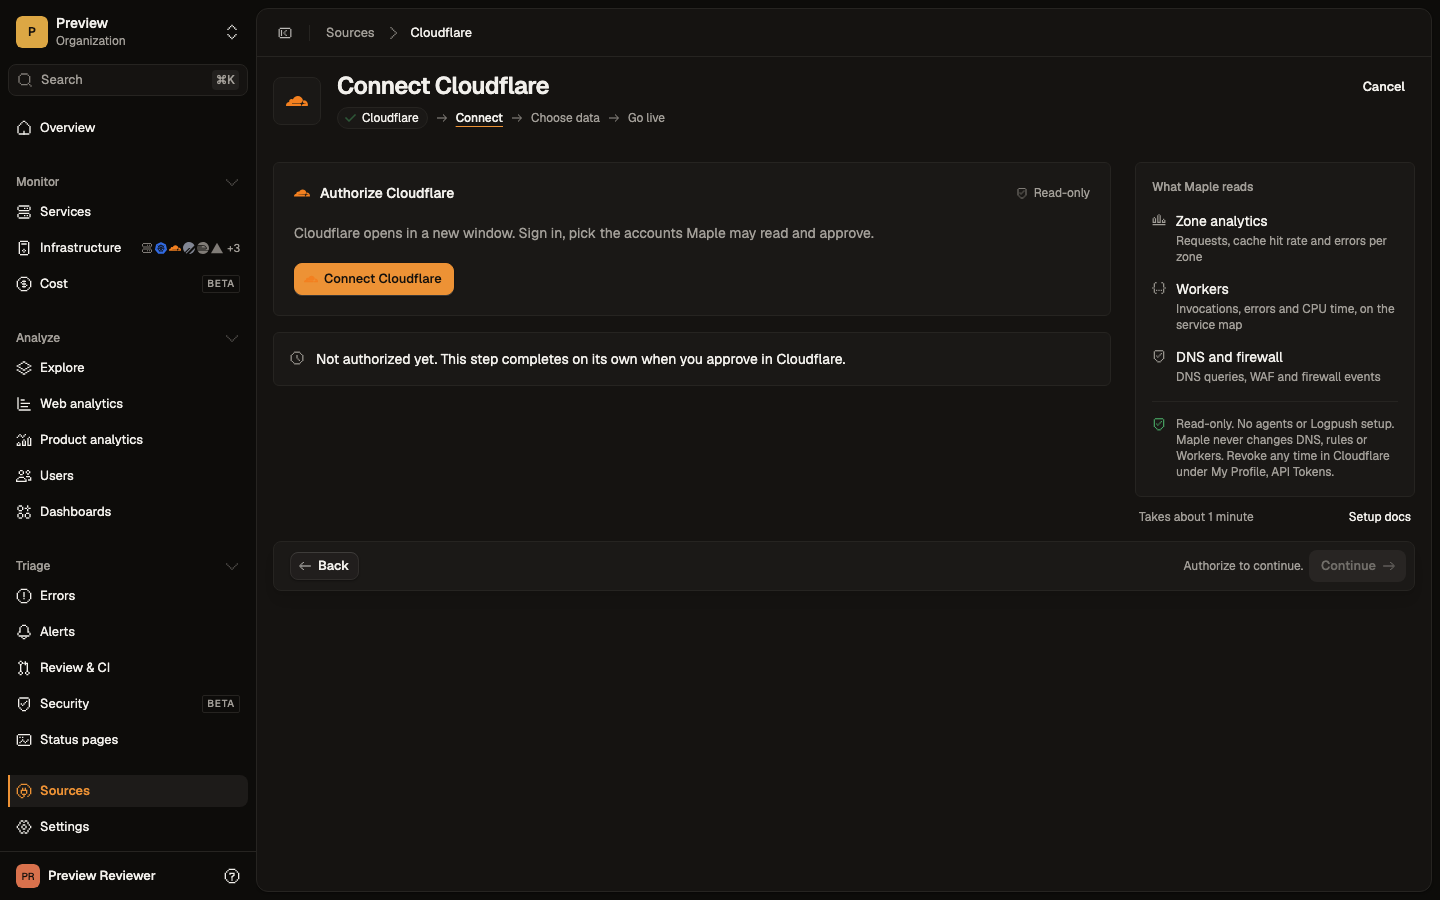 P
Preview
Organization
Search
⌘K
Overview
Monitor
Services
Infrastructure
+3
Cost
BETA
Analyze
Explore
Web analytics
Product analytics
Users
Dashboards
Triage
Errors
Alerts
Review & CI
Security
BETA
Status pages
Sources
Settings
PR
Preview Reviewer
Sources
Cloudflare
Connect Cloudflare
Cancel
Cloudflare → Connect → Choose data → Go live
Authorize Cloudflare
Read-only
Cloudflare opens in a new window. Sign in, pick the accounts Maple may read and approve.
Connect Cloudflare
Not authorized yet. This step completes on its own when you approve in Cloudflare.
What Maple reads
Zone analytics
Requests, cache hit rate and errors per
zone
Workers
Invocations, errors and CPU time, on the
service map
DNS and firewall
DNS queries, WAF and firewall events
Read-only. No agents or Logpush setup.
Maple never changes DNS, rules or
Workers. Revoke any time in Cloudflare
under My Profile, API Tokens.
Takes about 1 minute
Setup docs
← Back
Authorize to continue.
Continue →